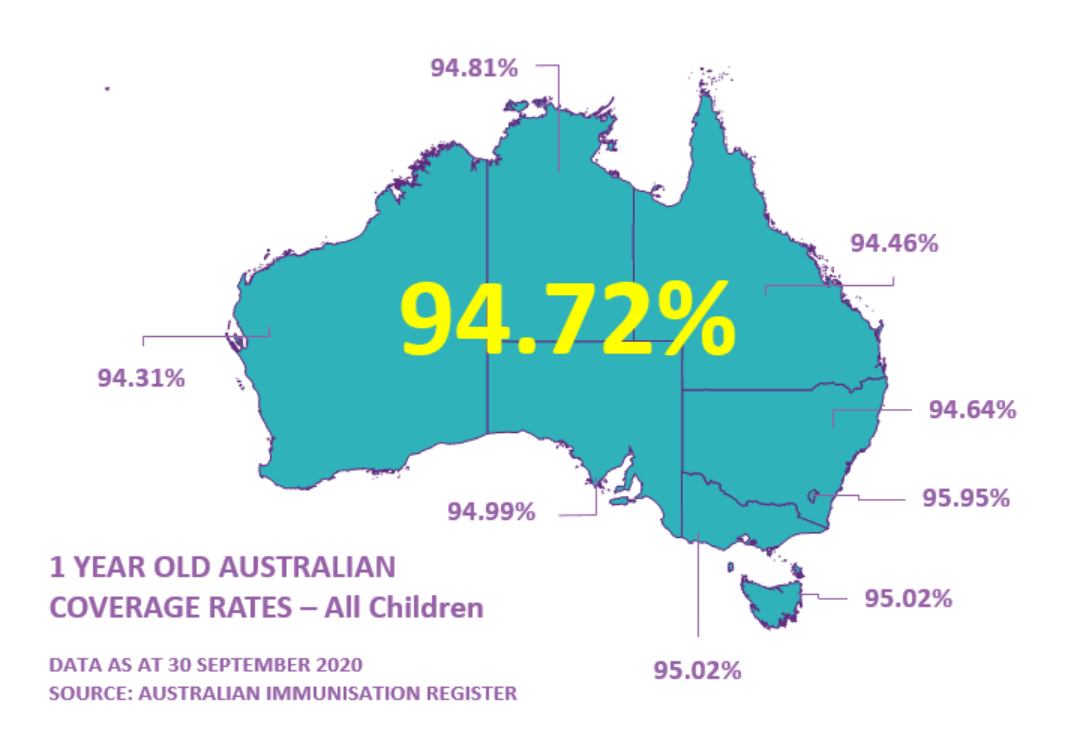 94.81%
94.46%
94.72%
94.31%
94.64%
95.95%
94.99%
1 YEAR OLD AUSTRALIAN
COVERAGE RATES – All Children
95.02%
95.02%
DATA AS AT 30 SEPTEMBER 2020
SOURCE: AUSTRALIAN IMMUNISATION REGISTER